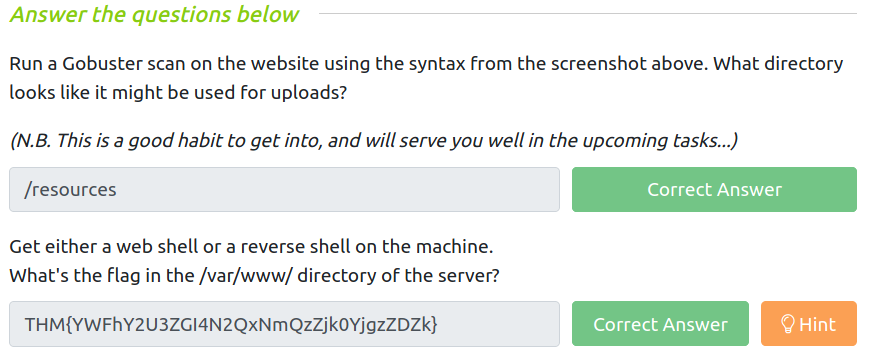 Answer the questions below
Run a Gobuster scan on the website using the syntax from the screenshot above. What directory
looks like it might be used for uploads?
(N.B. This is a good habit to get into, and will serve you well in the upcoming tasks...)
/resources
Correct Answer
Get either a web shell or a reverse shell on the machine.
What's the flag in the /var/www/ directory of the server?
THM{YWFhY2U3ZGI4N2QxNmQzZjk0YjgzZDZk}
Correct Answer
Hint